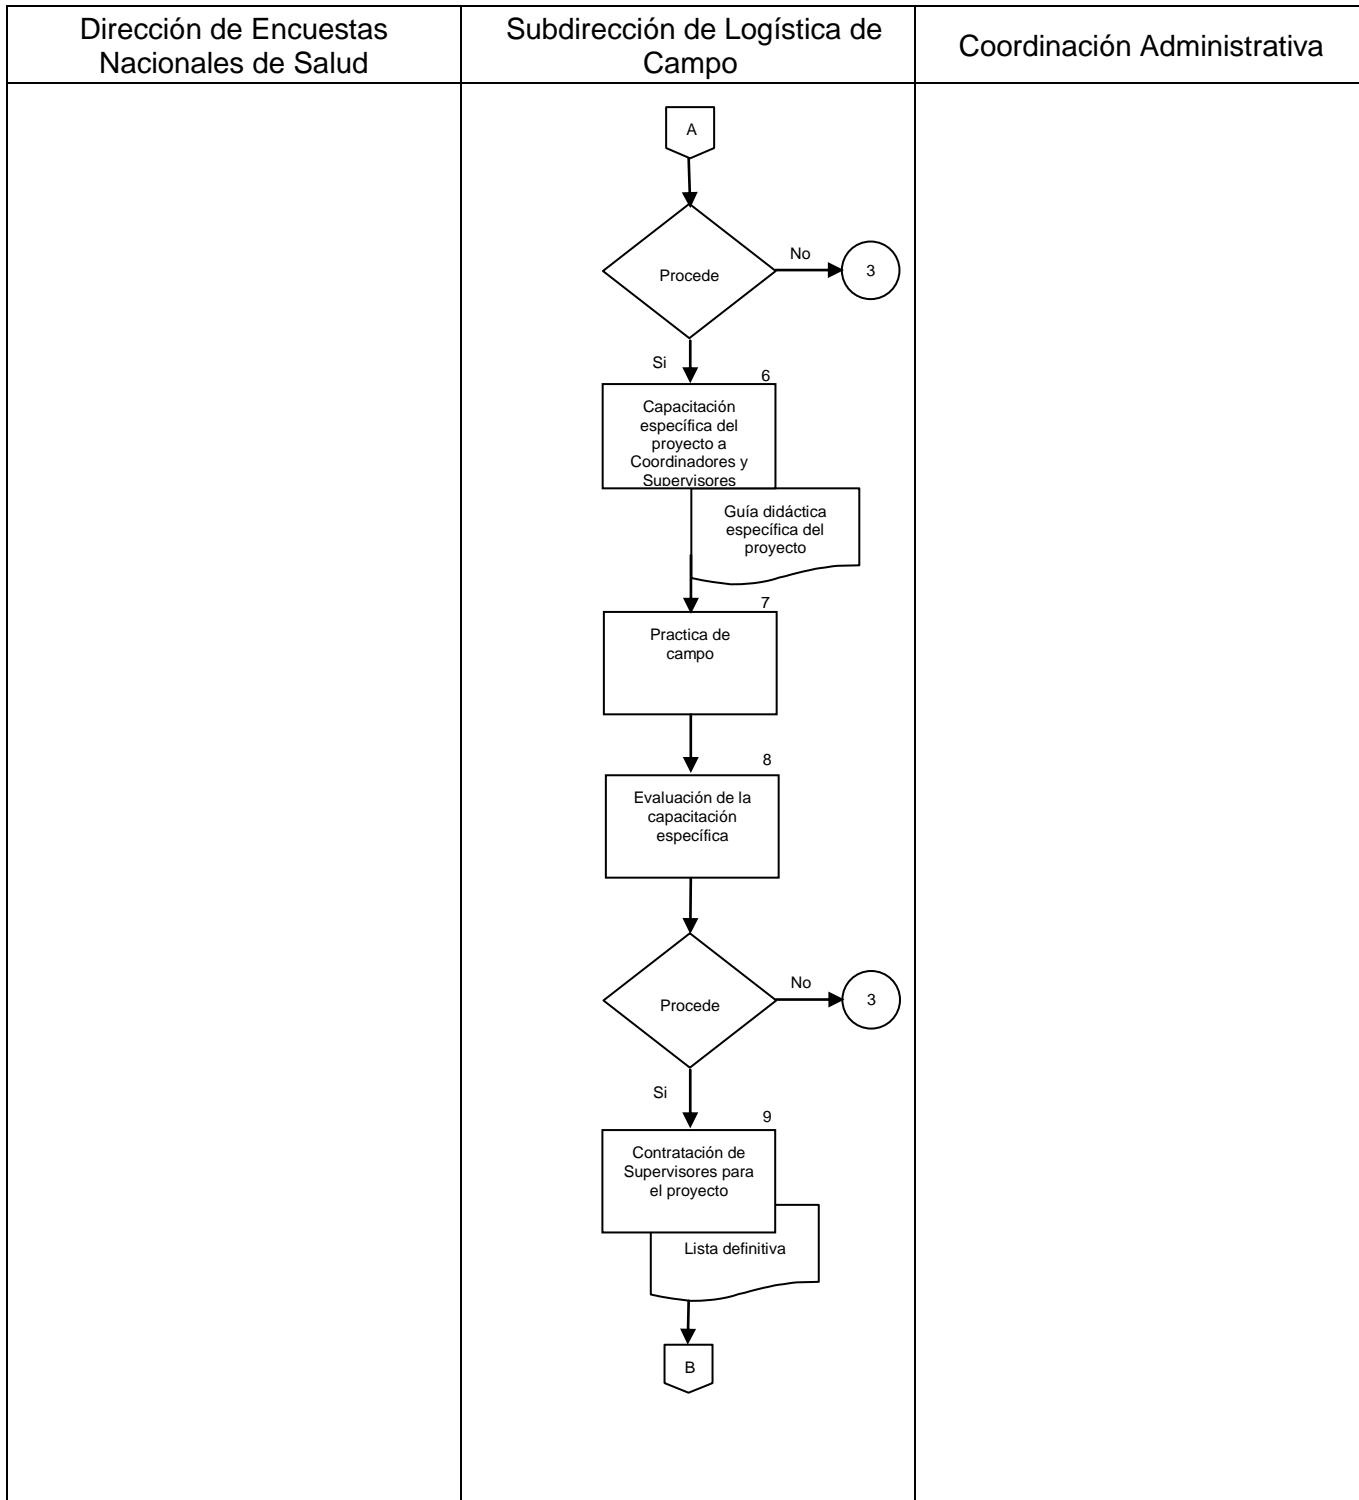 Dirección de Encuestas
Nacionales de Salud
Subdirección de Logística de
Campo
Coordinación Administrativa
A
Procede
No
3
Si
6
Capacitación
específica del
proyecto a
Coordinadores y
Supervisores
Guía didáctica
específica del
proyecto
7
Practica de
campo
8
Evaluación de la
capacitación
específica
Procede
No
3
Si
9
Contratación de
Supervisores para
el proyecto
Lista definitiva
B